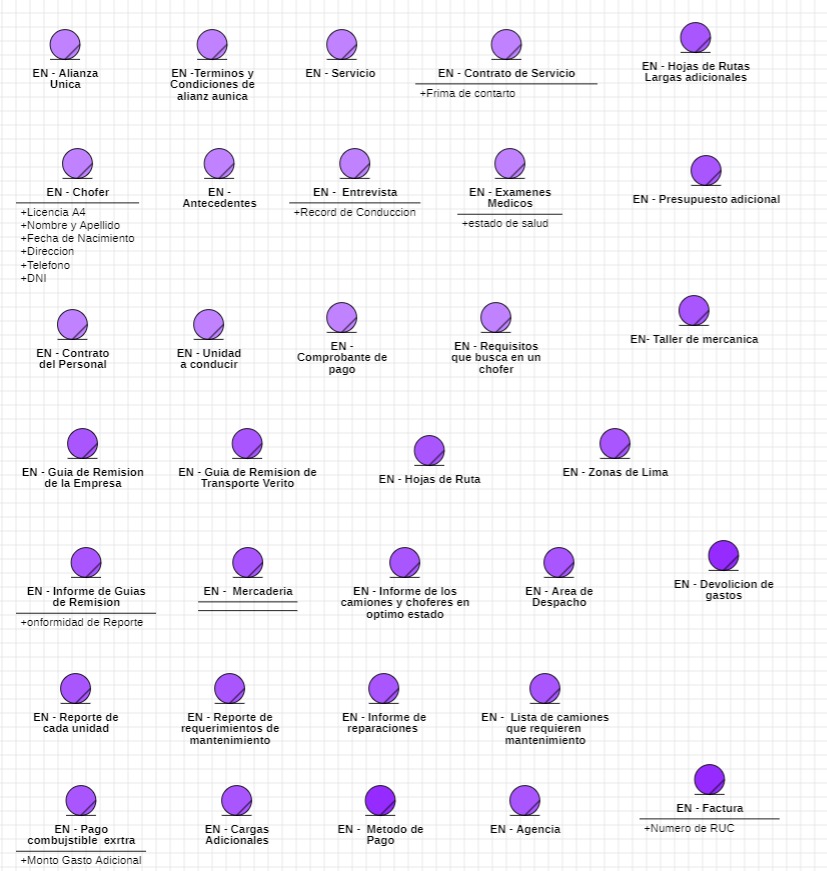 EN - Alianza
Unica
EN -Terminos y
Condiciones de
alianz aunica
EN - Servicio
EN - Contrato de Servicio
+Frima de contarto
EN - Hojas de Rutas
Largas adicionales
EN - Chofer
+Licencia A4
+Nombre y Apellido
+Fecha de Nacimiento
+Direccion
+Telefono
+DNI
EN -
Antecedentes
EN -  Entrevista
+Record de Conduccion
EN - Examenes
Medicos
+estado de salud
EN - Presupuesto adicional
EN - Contrato
del Personal
EN - Unidad
a conducir
EN -
Comprobante de
pago
EN - Requisitos
que busca en un
chofer
EN- Taller de mercanica
EN - Guia de Remision
de la Empresa
EN - Guia de Remision de
Transporte Verito
EN - Hojas de Ruta
EN - Zonas de Lima
EN - Informe de Guias
de Remision
+onformidad de Reporte
EN -  Mercaderia
EN - Informe de los
camiones y choferes en
optimo estado
EN - Area de
Despacho
EN - Devolicion de
gastos
EN - Reporte de
cada unidad
EN - Reporte de
requerimientos de
mantenimiento
EN - Informe de
reparaciones
EN -  Lista de camiones
que requieren
mantenimiento
EN - Pago
combujstible  exrtra
+Monto Gasto Adicional
EN - Cargas
Adicionales
EN -  Metodo de
Pago
EN - Agencia
EN - Factura
+Numero de RUC